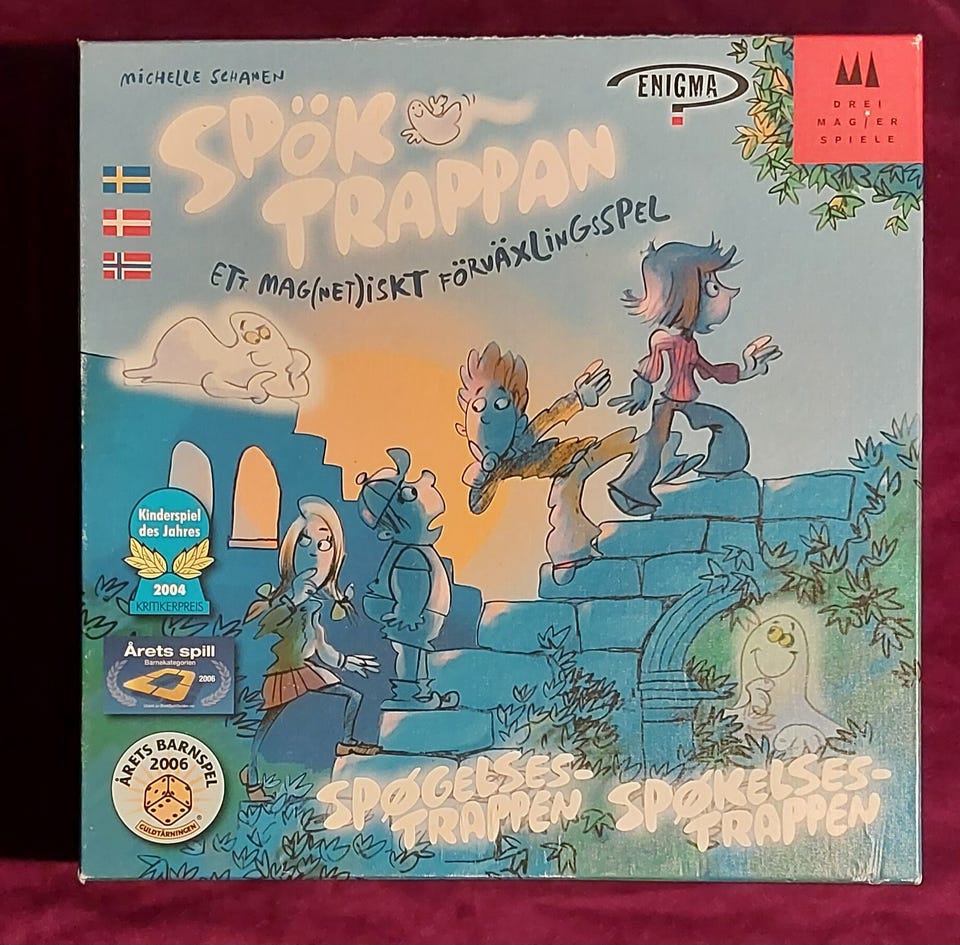 MICHELLE SCHANEN
ENIGMA
?
DREI
MAGIER
SPIELE
SPÖK
TRAPPAN
ETT MAG(NET)ISKT FÖRVÄXLINGSSPEL
Kinderspiel
des Jahres
2004
KRITIKERPREIS
Årets spill
Barnekategorien
2006
ÅRETS BARNSPEL
2006
GULDTÄRNINGEN
®
SPØGELSES-
TRAPPEN
SPØKELSES-
TRAPPEN